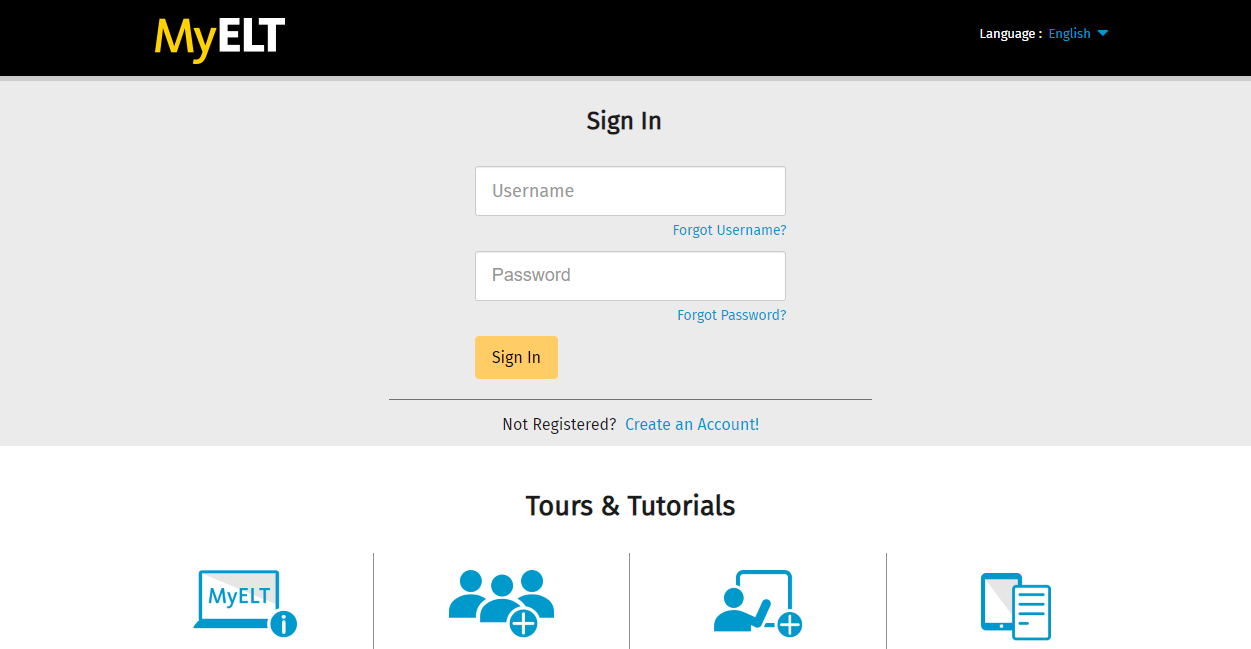 MyELT
Language : English
Sign In
Username
Forgot Username?
Password
Forgot Password?
Sign In
Not Registered? Create an Account!
Tours & Tutorials
MyELT